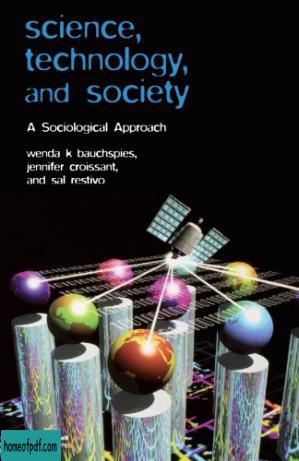 science,
technology,
and society
A Sociological Approach
wenda k bauchspies,
jennifer croissant,
and sal restivo
homeofpdf.com